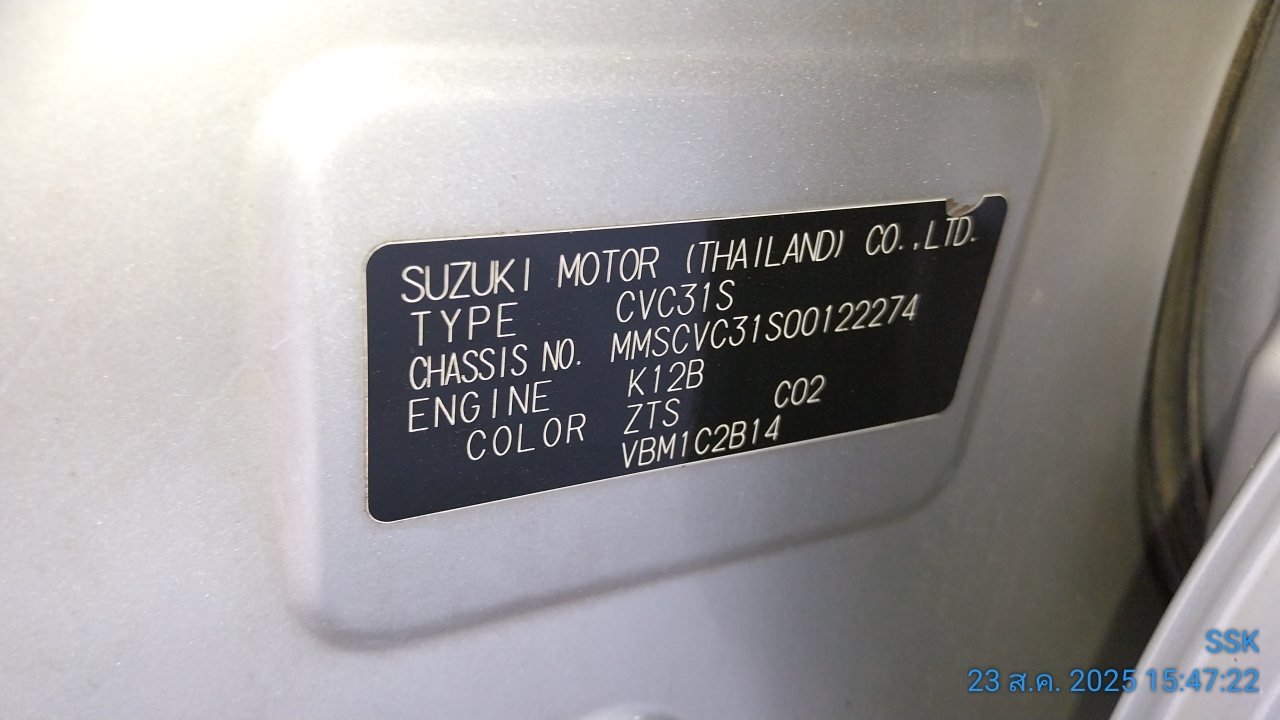 SUZUKI MOTOR (THAILAND) CO.,LTD.
TYPE CVC31S
CHASSIS NO. MMSCVC31S00122274
ENGINE K12B
COLOR ZTS C02
VBM1C2B14
SSK
23 ส.ค. 2025 15:47:22